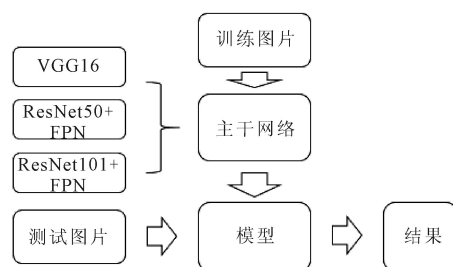 训练图片
VGG16
ResNet50+
FPN
主干网络
ResNet101+
FPN
测试图片
模型
结果